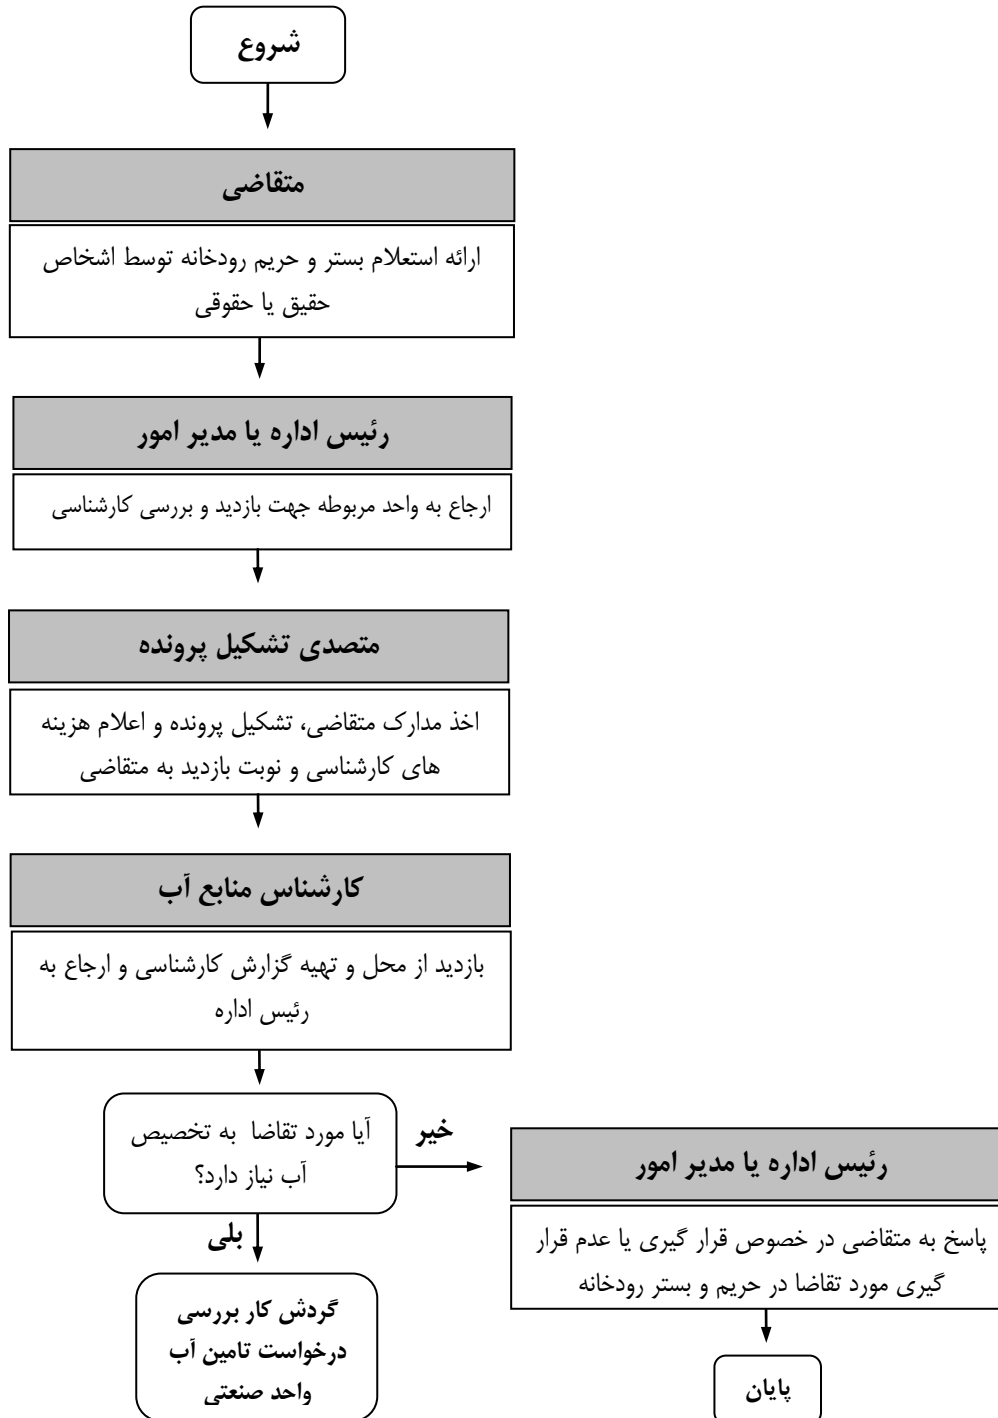 شروع
متقاضی
ارائه استعلام بستر و حریم رودخانه توسط اشخاص
حقیق یا حقوقی
رئیس اداره یا مدیر امور
ارجاع به واحد مربوطه جهت بازدید و بررسی کارشناسی
متصدی تشکیل پرونده
اخذ مدارک متقاضی، تشکیل پرونده و اعلام هزینه
های کارشناسی و نوبت بازدید به متقاضی
کارشناس منابع آب
بازدید از محل و تهیه گزارش کارشناسی و ارجاع به
رئیس اداره
آیا مورد تقاضا به تخصیص
آب نیاز دارد؟
خیر
رئیس اداره یا مدیر امور
پاسخ به متقاضی در خصوص قرار گیری یا عدم قرار
گیری مورد تقاضا در حریم و بستر رودخانه
بلی
گردش کار بررسی
درخواست تامین آب
واحد صنعتی
پایان